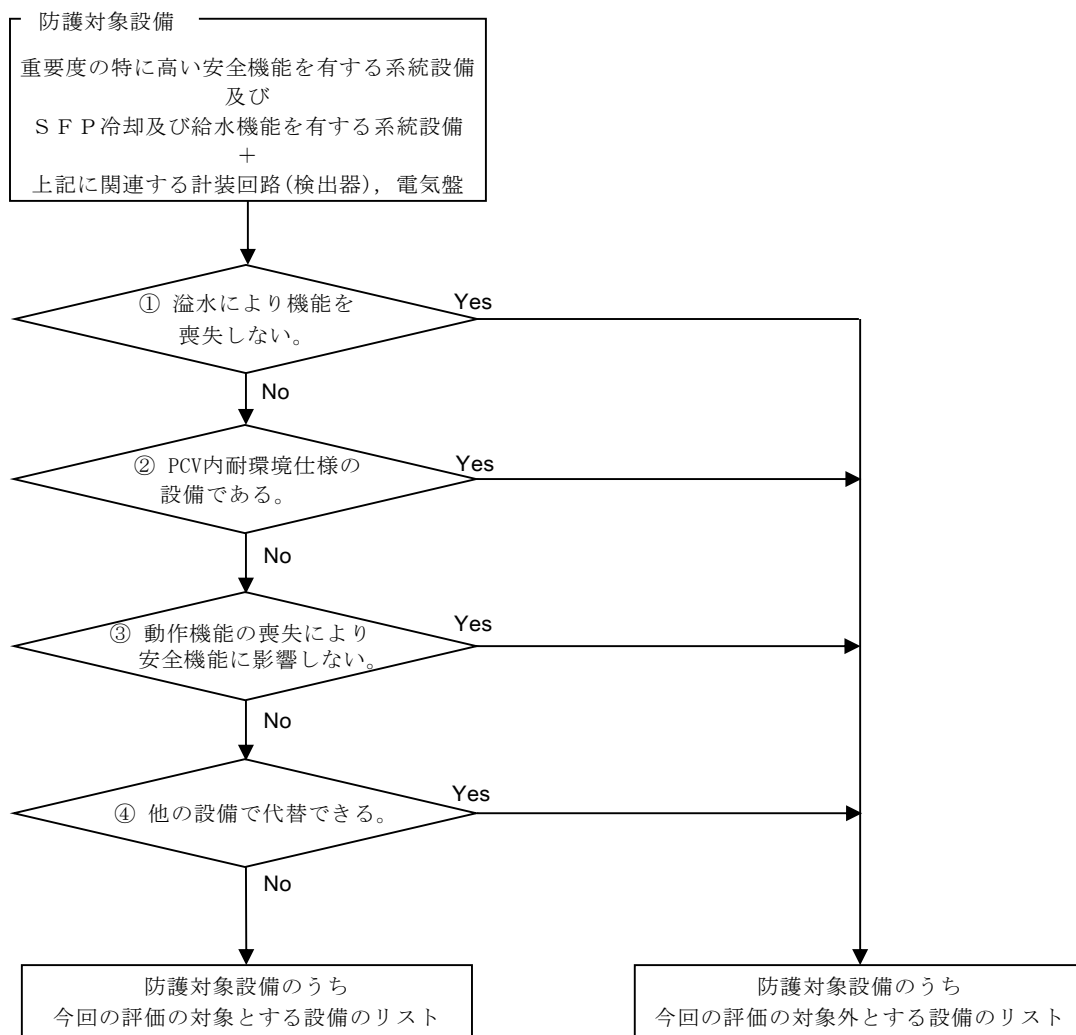 防護対象設備
重要度の特に高い安全機能を有する系統設備
及び
ＳＦＰ冷却及び給水機能を有する系統設備
＋
上記に関連する計装回路(検出器)，電気盤
① 溢水により機能を
喪失しない。
Yes
No
② PCV内耐環境仕様の
設備である。
Yes
No
③ 動作機能の喪失により
安全機能に影響しない。
Yes
No
④ 他の設備で代替できる。
Yes
No
防護対象設備のうち
今回の評価の対象とする設備のリスト
防護対象設備のうち
今回の評価の対象外とする設備のリスト